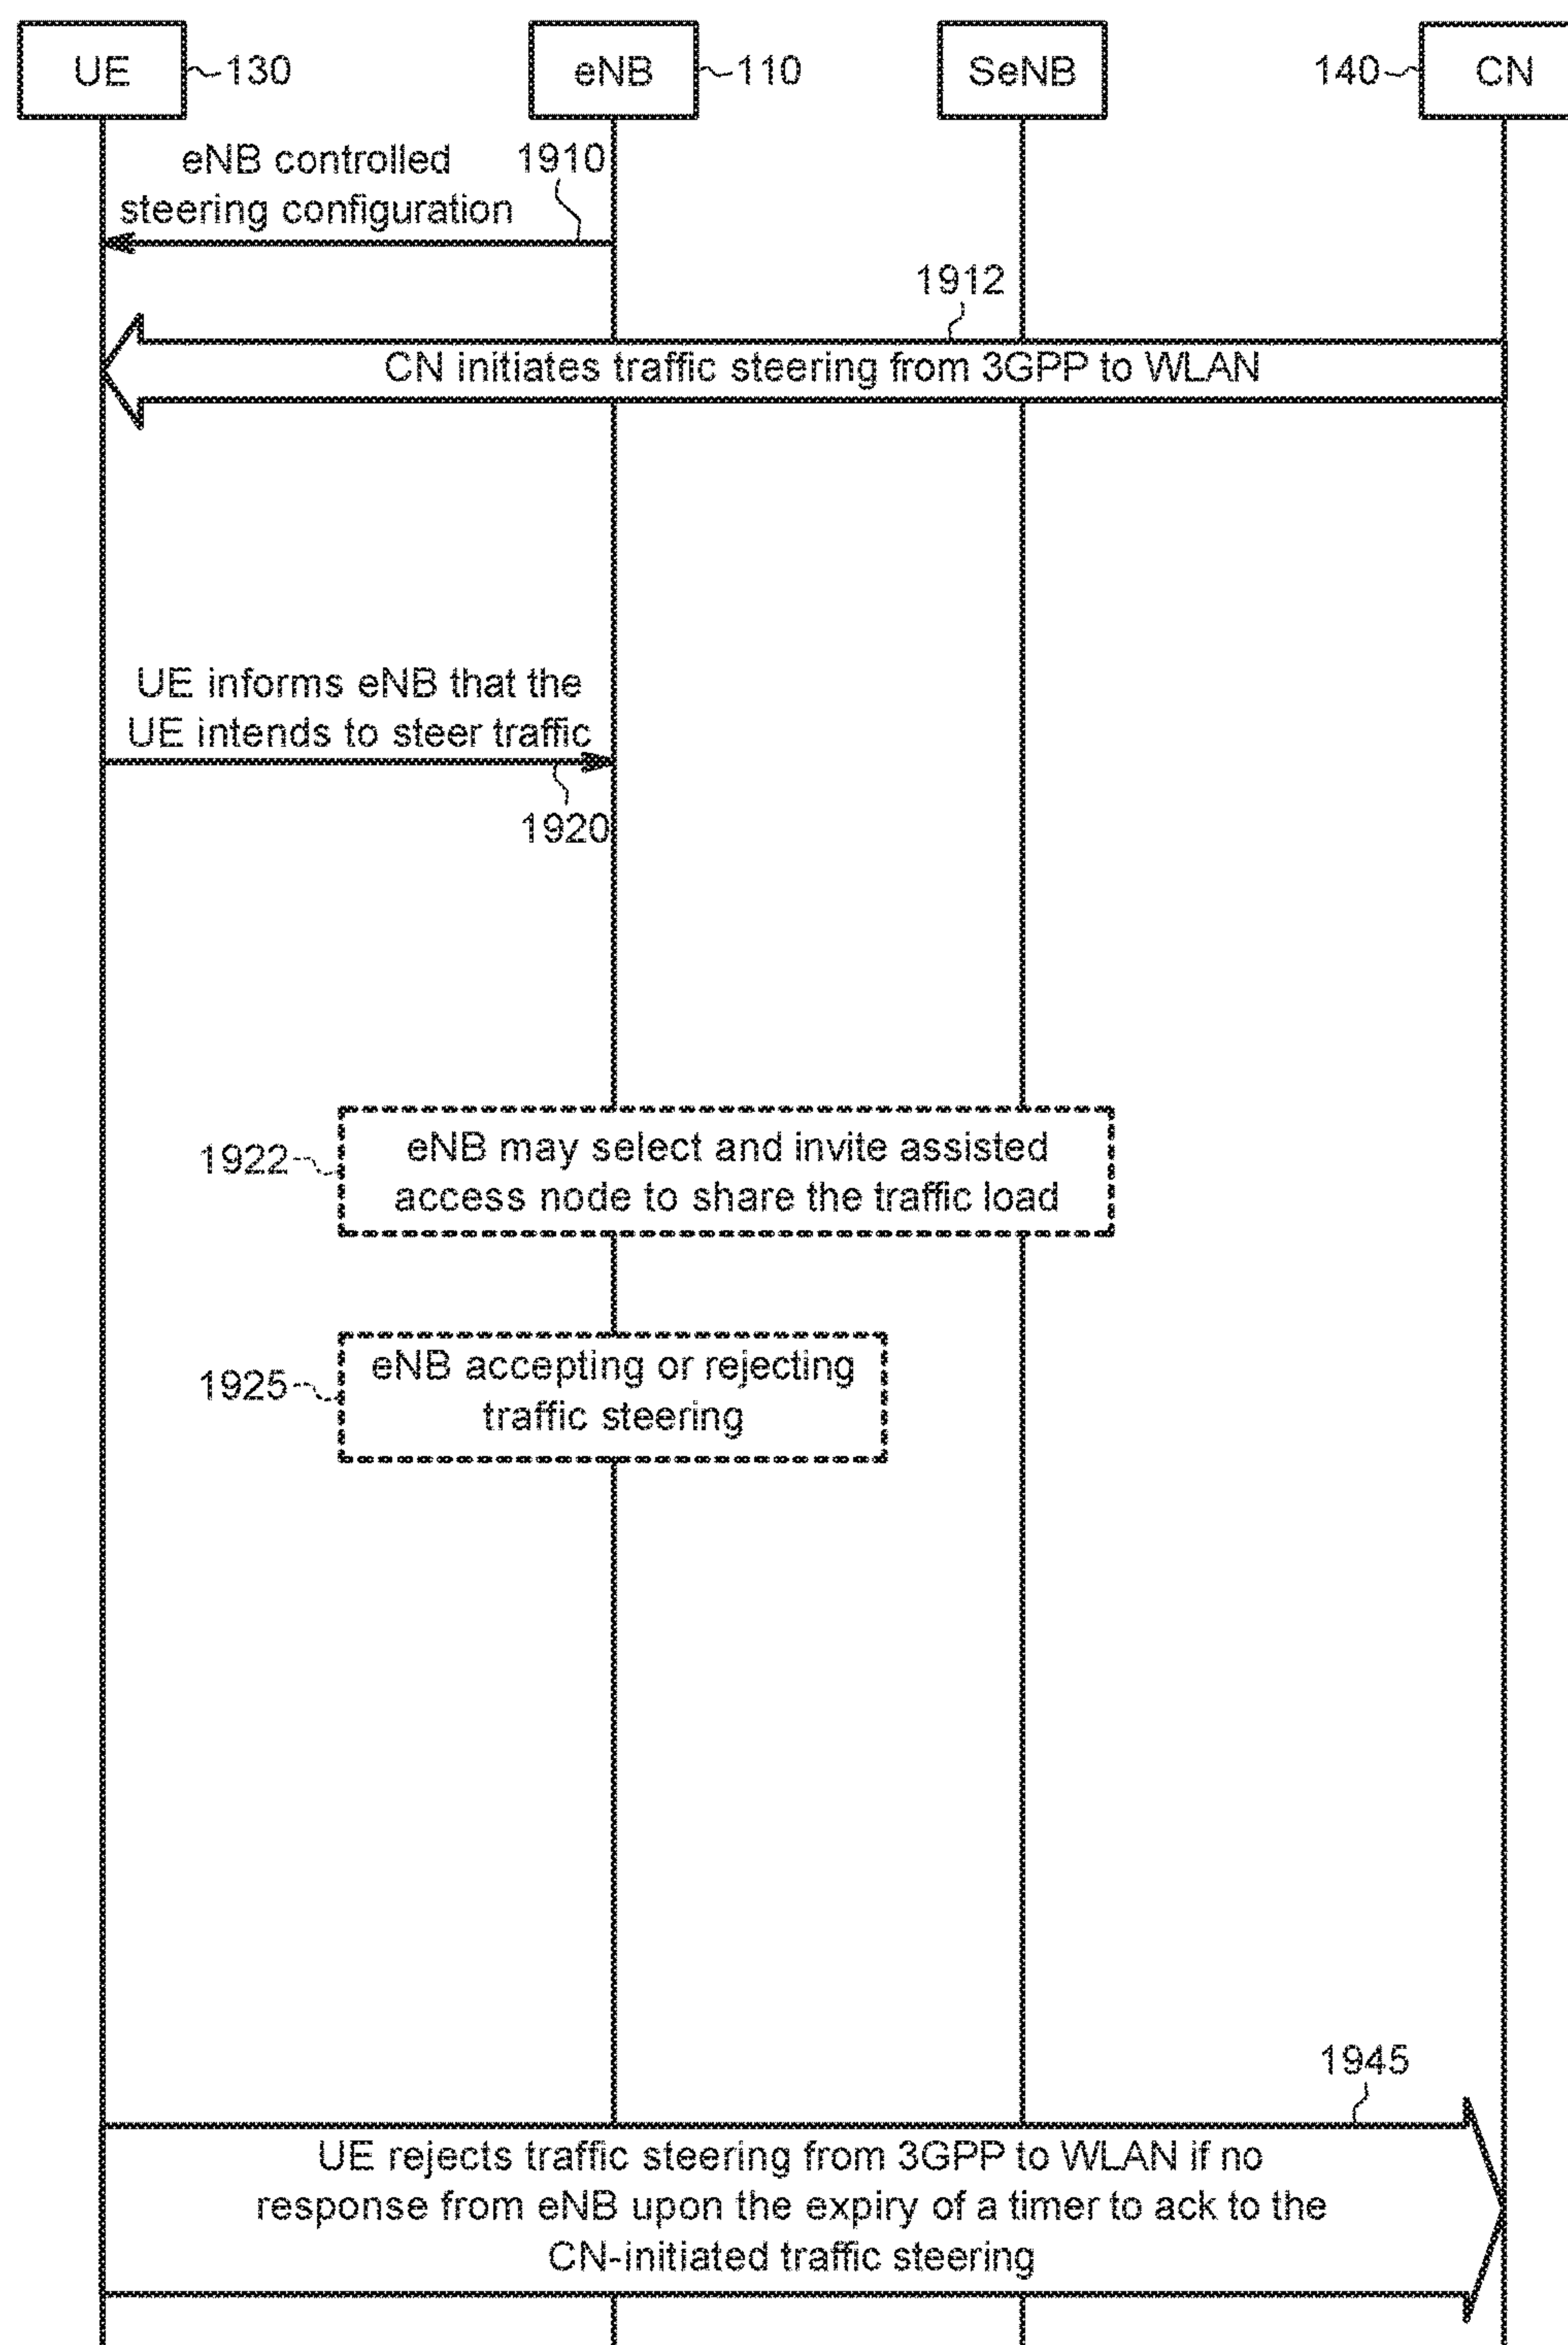 UE
130
eNB
110
SeNB
140
CN
eNB controlled
steering configuration
1910
1912
CN initiates traffic steering from 3GPP to WLAN
UE informs eNB that the
UE intends to steer traffic
1920
1922
eNB may select and invite assisted
access node to share the traffic load
1925
eNB accepting or rejecting
traffic steering
1945
UE rejects traffic steering from 3GPP to WLAN if no
response from eNB upon the expiry of a timer to ack to the
CN-initiated traffic steering